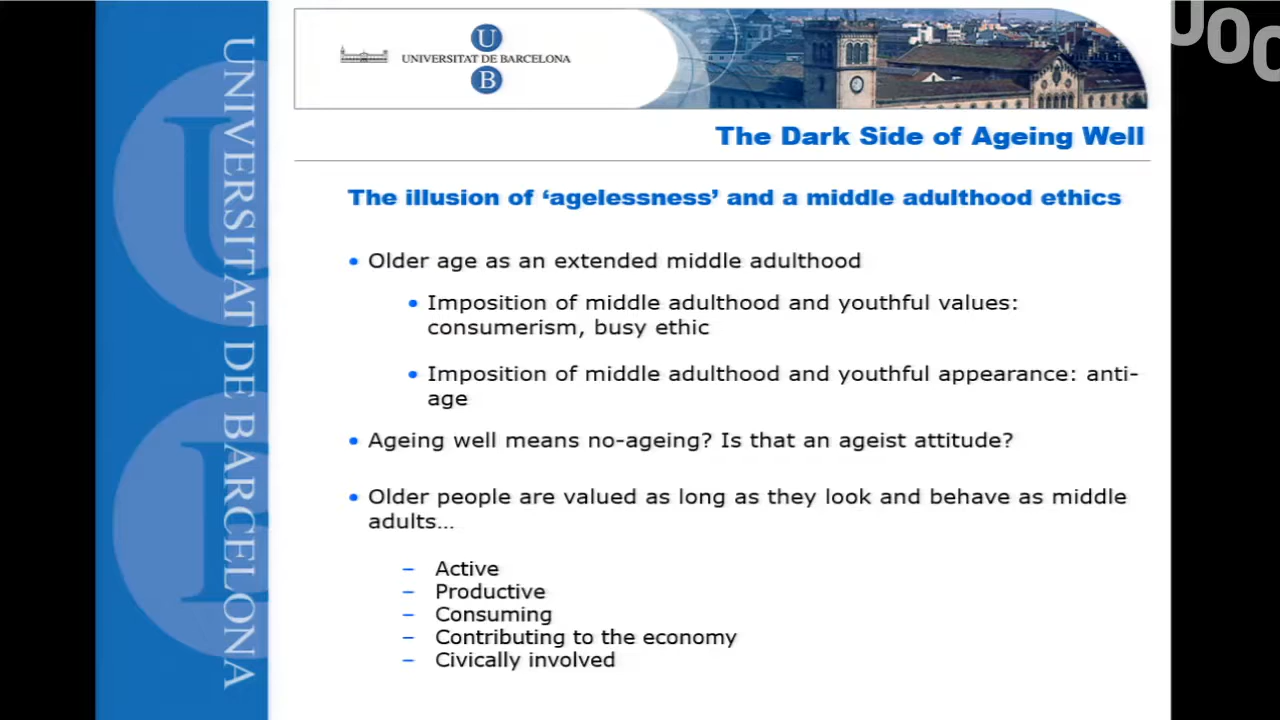 UOC
U
UNIVERSITAT DE BARCELONA
B
UNIVERSITAT DE BARCELONA
U
B
The Dark Side of Ageing Well
The illusion of ‘agelessness’ and a middle adulthood ethics
• Older age as an extended middle adulthood
• Imposition of middle adulthood and youthful values:
consumerism, busy ethic
• Imposition of middle adulthood and youthful appearance: anti-
age
• Ageing well means no-ageing? Is that an ageist attitude?
• Older people are valued as long as they look and behave as middle
adults…
– Active
– Productive
– Consuming
– Contributing to the economy
– Civically involved